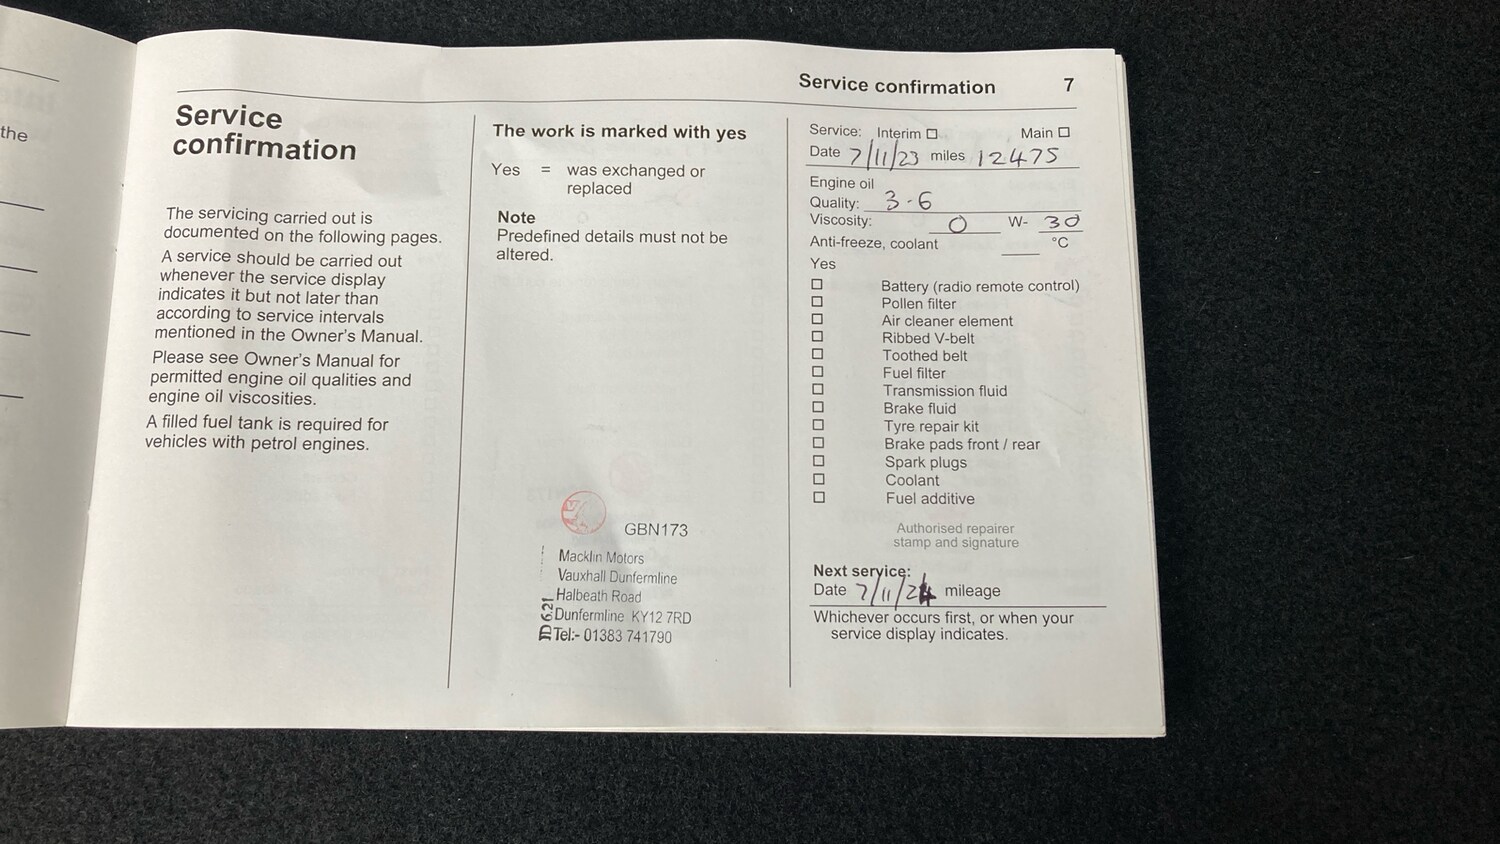 the
Service confirmation 7
Service
confirmation
The servicing carried out is
documented on the following pages.
A service should be carried out
whenever the service display
indicates it but not later than
according to service intervals
mentioned in the Owner's Manual.
Please see Owner's Manual for
permitted engine oil qualities and
engine oil viscosities.
A filled fuel tank is required for
vehicles with petrol engines.
The work is marked with yes
Yes = was exchanged or
replaced
Note
Predefined details must not be
altered.
GBN173
Macklin Motors
Vauxhall Dunfermline
Halbeath Road
Dunfermline KY12 7RD
Tel:- 01383 741790
Service: Interim ☐ Main ☐
Date 7/11/23 miles 12475
Engine oil
Quality: 3-6
Viscosity: 0 W- 30
Anti-freeze, coolant °C
Yes
☐ Battery (radio remote control)
☐ Pollen filter
☐ Air cleaner element
☐ Ribbed V-belt
☐ Toothed belt
☐ Fuel filter
☐ Transmission fluid
☐ Brake fluid
☐ Tyre repair kit
☐ Brake pads front / rear
☐ Spark plugs
☐ Coolant
☐ Fuel additive
Authorised repairer
stamp and signature
Next service:
Date 7/11/24 mileage
Whichever occurs first, or when your
service display indicates.